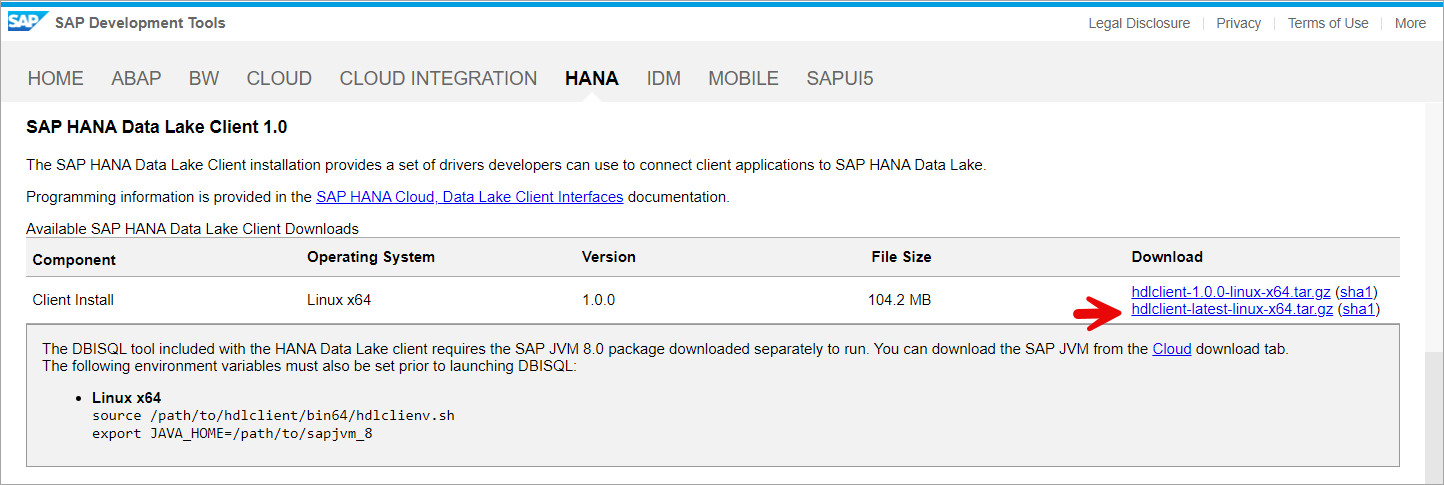 SAP SAP Development Tools Legal Disclosure Privacy Terms of Use More
HOME ABAP BW CLOUD CLOUD INTEGRATION HANA IDM MOBILE SAPUI5
SAP HANA Data Lake Client 1.0
The SAP HANA Data Lake Client installation provides a set of drivers developers can use to connect client applications to SAP HANA Data Lake.
Programming information is provided in the SAP HANA Cloud, Data Lake Client Interfaces documentation.
Available SAP HANA Data Lake Client Downloads
Component Operating System Version File Size Download
Client Install Linux x64 1.0.0 104.2 MB hdlclient-1.0.0-linux-x64.tar.gz (sha1)
hdlclient-latest-linux-x64.tar.gz (sha1)
The DBISQL tool included with the HANA Data Lake client requires the SAP JVM 8.0 package downloaded separately to run. You can download the SAP JVM from the Cloud download tab.
The following environment variables must also be set prior to launching DBISQL:
• Linux x64
source /path/to/hdlclient/bin64/hdlclienv.sh
export JAVA_HOME=/path/to/sapjvm_8